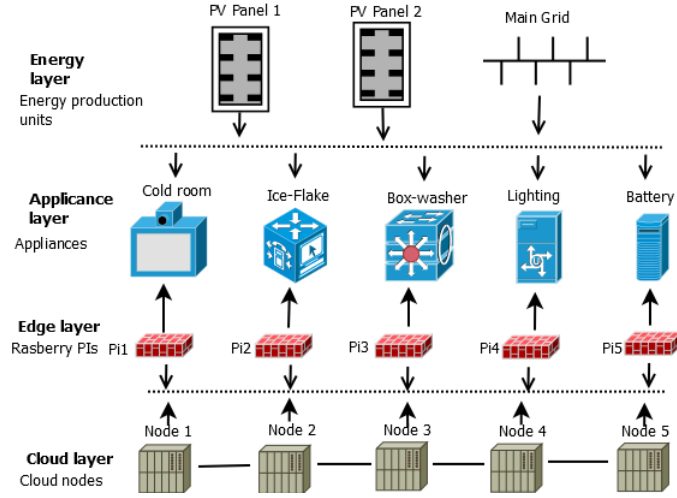 PV Panel 1
PV Panel 2
Main Grid
Energy
layer
Energy production
units
Applicance
layer
Appliances
Cold room
Ice-Flake
Box-washer
Lighting
Battery
Edge layer
Rasberry PIs
Pi1
Pi2
Pi3
Pi4
Pi5
Node 1
Node 2
Node 3
Node 4
Node 5
Cloud layer
Cloud nodes